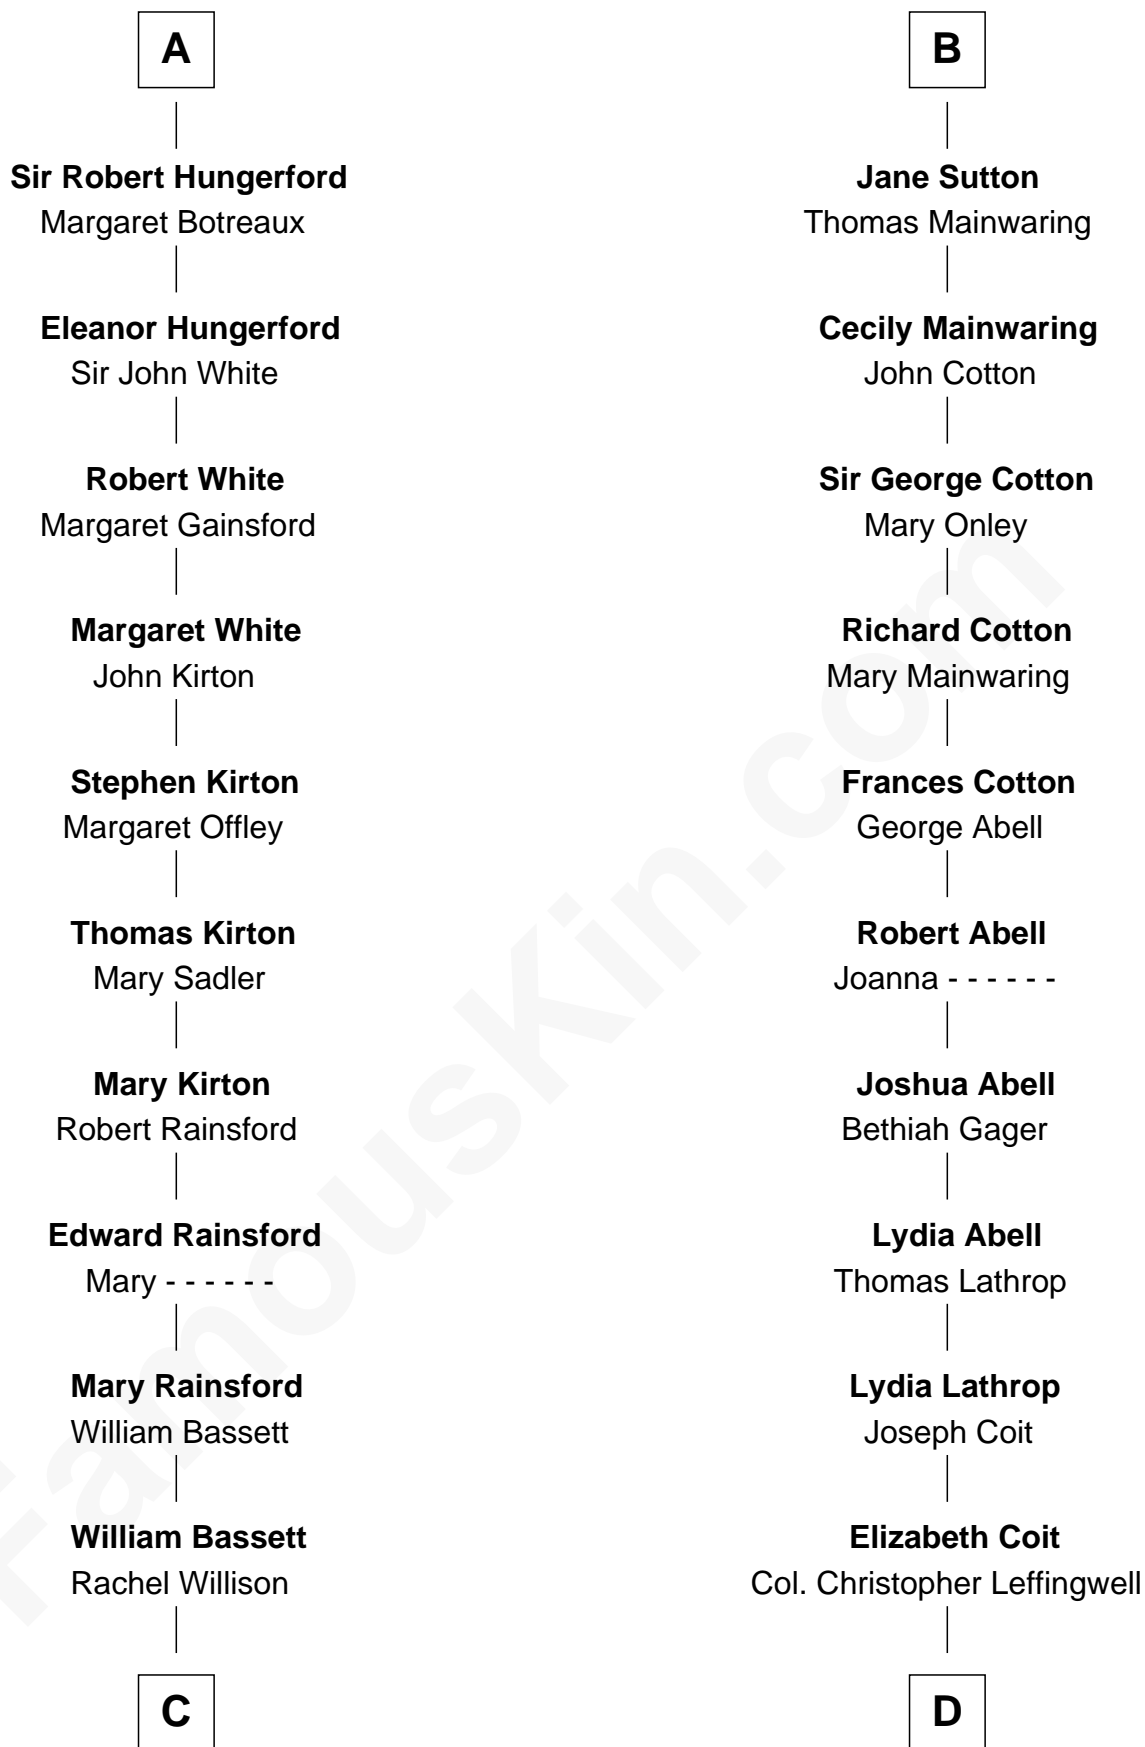 A
Sir Robert Hungerford
Margaret Botreaux
Eleanor Hungerford
Sir John White
Robert White
Margaret Gainsford
Margaret White
John Kirton
Stephen Kirton
Margaret Offley
Thomas Kirton
Mary Sadler
Mary Kirton
Robert Rainsford
Edward Rainsford
Mary - - - - - -
Mary Rainsford
William Bassett
William Bassett
Rachel Willison
C
B
Jane Sutton
Thomas Mainwaring
Cecily Mainwaring
John Cotton
Sir George Cotton
Mary Onley
Richard Cotton
Mary Mainwaring
Frances Cotton
George Abell
Robert Abell
Joanna - - - - - -
Joshua Abell
Bethiah Gager
Lydia Abell
Thomas Lathrop
Lydia Lathrop
Joseph Coit
Elizabeth Coit
Col. Christopher Leffingwell
D
FamousKin.com